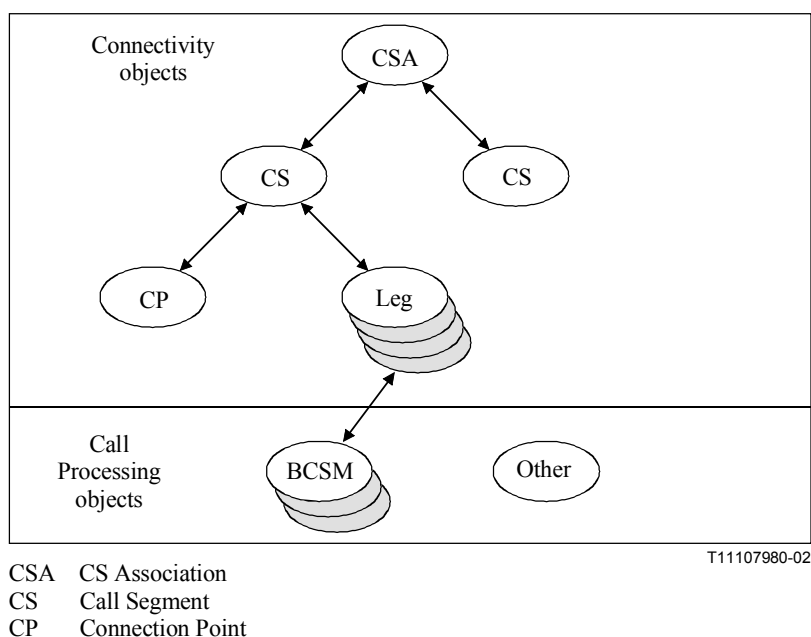 Connectivity
objects
CSA
CS
CS
CP
Leg
Call
Processing
objects
BCSM
Other
T11107980-02
CSA CS Association
CS Call Segment
CP Connection Point